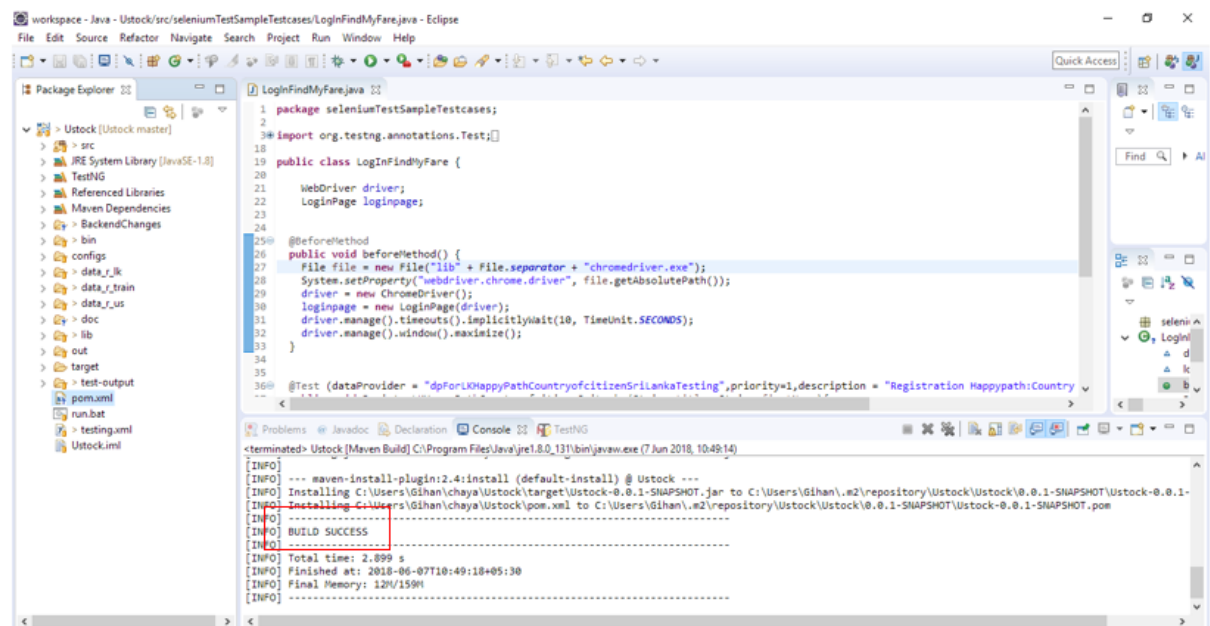 workspace - Java - Ustock/src/seleniumTestSampleTestcases/LogInFindMyFare.java - Eclipse
File Edit Source Refactor Navigate Search Project Run Window Help
Quick Access
Package Explorer
> Ustock [Ustock master]
> src
JRE System Library [JavaSE-1.8]
TestNG
Referenced Libraries
Maven Dependencies
> BackendChanges
> bin
configs
> data_r_lk
> data_r_train
> data_r_us
> doc
> lib
out
target
> test-output
pom.xml
run.bat
> testing.xml
Ustock.iml
LogInFindMyFare.java
1 package seleniumTestSampleTestcases;
2
3 import org.testng.annotations.Test;
18
19 public class LogInFindMyFare {
20
21 WebDriver driver;
22 LoginPage loginpage;
23
24
25 @BeforeMethod
26 public void beforeMethod() {
27 File file = new File("lib" + File.separator + "chromedriver.exe");
28 System.setProperty("webdriver.chrome.driver", file.getAbsolutePath());
29 driver = new ChromeDriver();
30 loginpage = new LoginPage(driver);
31 driver.manage().timeouts().implicitlyWait(10, TimeUnit.SECONDS);
32 driver.manage().window().maximize();
33 }
34
35
36 @Test (dataProvider = "dpForLKHappyPathCountryofcitizenSriLankaTesting",priority=1,description = "Registration Happypath:Country
Find
Al
seleni
LogInl
d
lc
b
Problems Javadoc Declaration Console TestNG
<terminated> Ustock [Maven Build] C:\Program Files\Java\jre1.8.0_131\bin\javaw.exe (7 Jun 2018, 10:49:14)
[INFO]
[INFO] --- maven-install-plugin:2.4:install (default-install) @ Ustock ---
[INFO] Installing C:\Users\Gihan\chaya\Ustock\target\Ustock-0.0.1-SNAPSHOT.jar to C:\Users\Gihan\.m2\repository\Ustock\Ustock\0.0.1-SNAPSHOT\Ustock-0.0.1-
[INFO] Installing C:\Users\Gihan\chaya\Ustock\pom.xml to C:\Users\Gihan\.m2\repository\Ustock\Ustock\0.0.1-SNAPSHOT\Ustock-0.0.1-SNAPSHOT.pom
[INFO] ------------------------------------------------------------------------
[INFO] BUILD SUCCESS
[INFO] ------------------------------------------------------------------------
[INFO] Total time: 2.899 s
[INFO] Finished at: 2018-06-07T10:49:18+05:30
[INFO] Final Memory: 12M/159M
[INFO] ------------------------------------------------------------------------